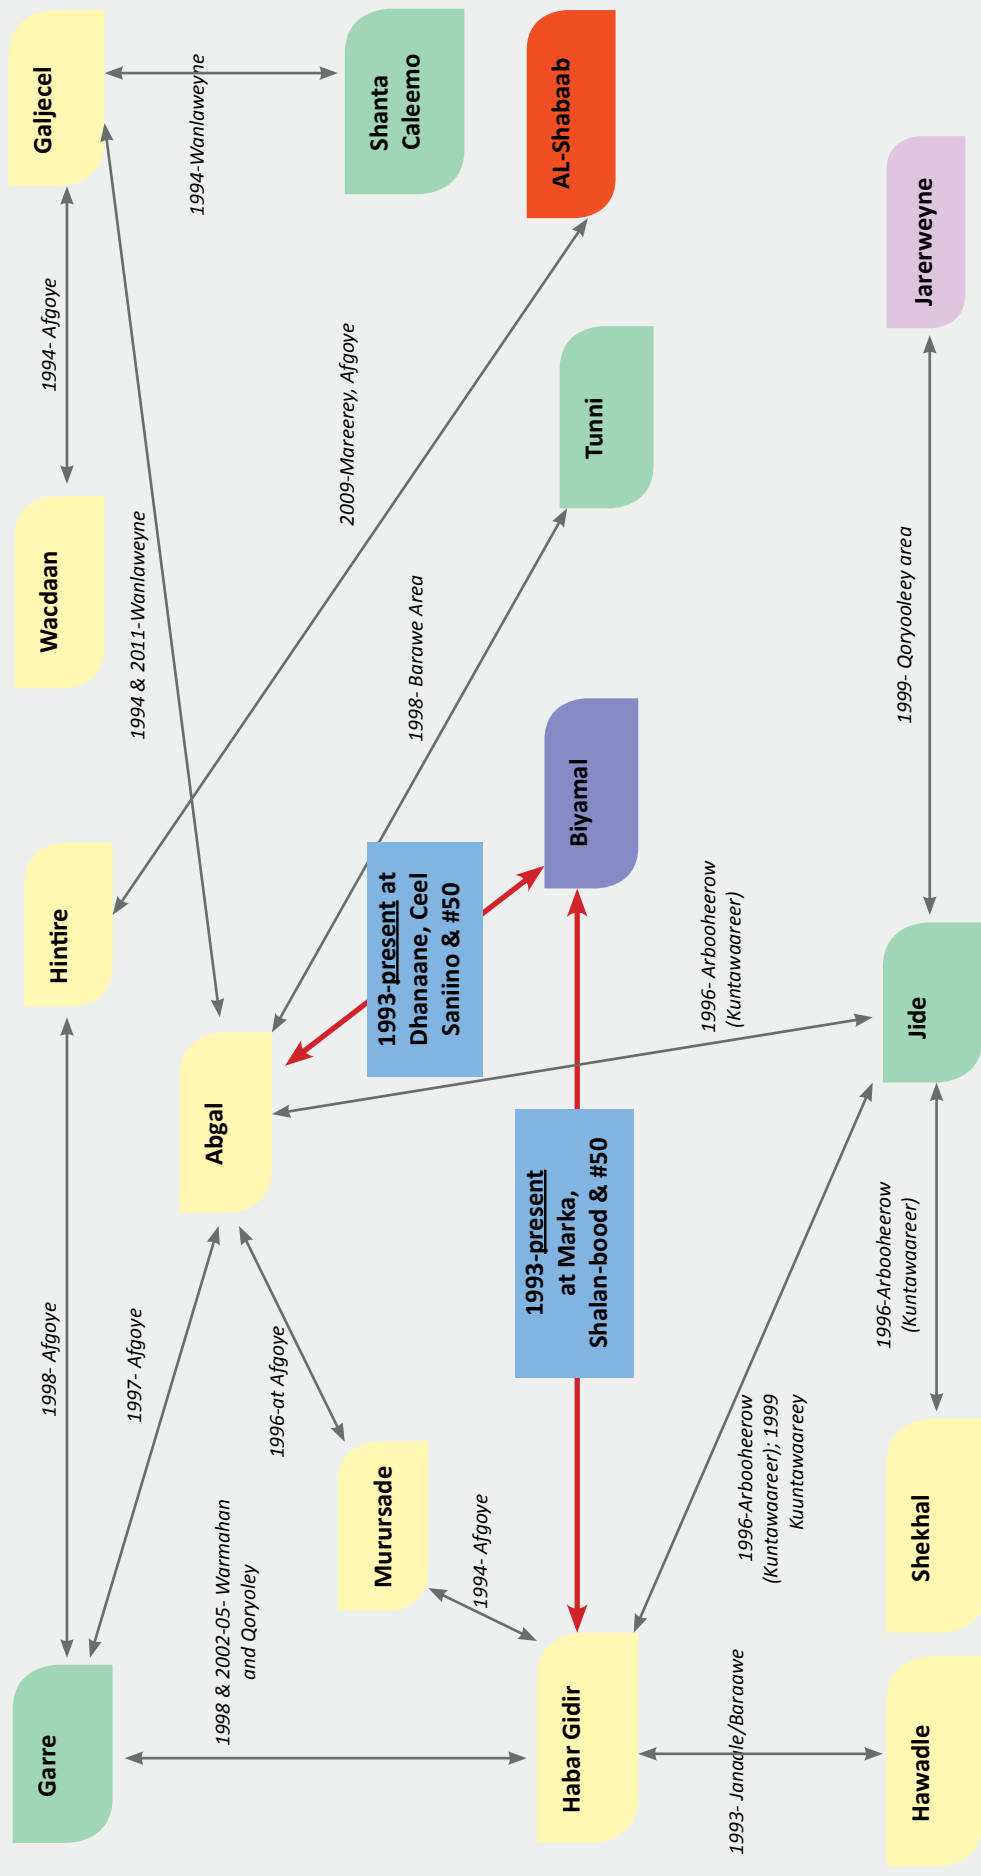 Garre
1998- Afgoye
Hintire
Wacdaan
1994- Afgoye
Galjecel
1997- Afgoye
1994 & 2011-Wanlaweyne
1994-Wanlaweyne
Abgal
1998 & 2002-05- Warmahan
and Qoryoley
1996-at Afgoye
2009-Mareerey, Afgoye
Shanta
Caleemo
Murursade
1993-present at
Dhanaane, Ceel
Saniino & #50
1998- Barawe Area
1994- Afgoye
AL-Shabaab
Habar Gidir
1993-present
at Marka,
Shalan-bood & #50
Biyamal
Tunni
1996- Arbooheerow
(Kuntawaareer)
1993- Janaale/Baraawe
1996-Arbooheerow
(Kuntawaareer); 1999
Kuuntawaareey
1996-Arbooheerow
(Kuntawaareer)
1999- Qoryooleey area
Hawadle
Shekhal
Jide
Jarerweyne